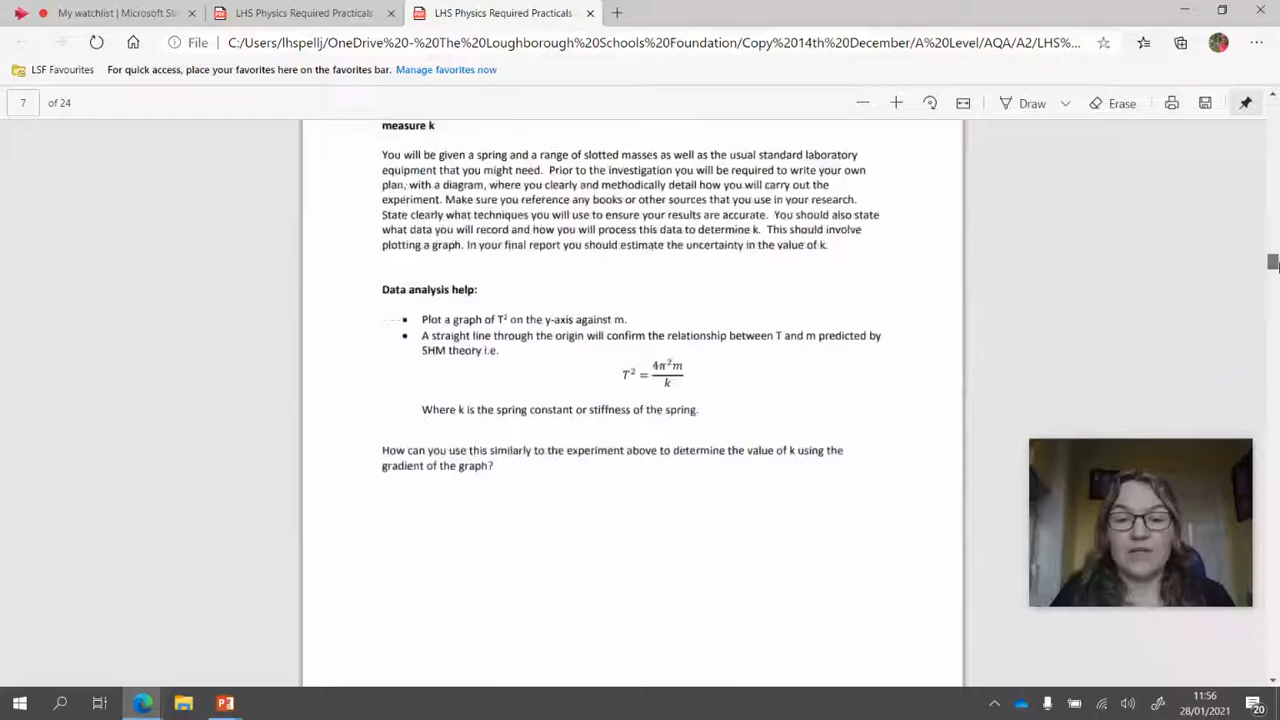 My watchlist | Microsoft St
LHS Physics Required Practicals
LHS Physics Required Practicals
File
C:/Users/lhspellj/OneDrive%20-%20The%20Loughborough%20Schools%20Foundation/Copy%2014th%20December/A%20Level/AQA/A2/LHS%...
LSF Favourites
For quick access, place your favorites here on the favorites bar. Manage favorites now
7 of 24
Draw
Erase
measure k
You will be given a spring and a range of slotted masses as well as the usual standard laboratory
equipment that you might need. Prior to the investigation you will be required to write your own
plan, with a diagram, where you clearly and methodically detail how you will carry out the
experiment. Make sure you reference any books or other sources that you use in your research.
State clearly what techniques you will use to ensure your results are accurate. You should also state
what data you will record and how you will process this data to determine k. This should involve
plotting a graph. In your final report you should estimate the uncertainty in the value of k.
Data analysis help:
• Plot a graph of T² on the y-axis against m.
• A straight line through the origin will confirm the relationship between T and m predicted by
SHM theory i.e.
T² = 4π²m / k
Where k is the spring constant or stiffness of the spring.
How can you use this similarly to the experiment above to determine the value of k using the
gradient of the graph?
11:56
28/01/2021
20